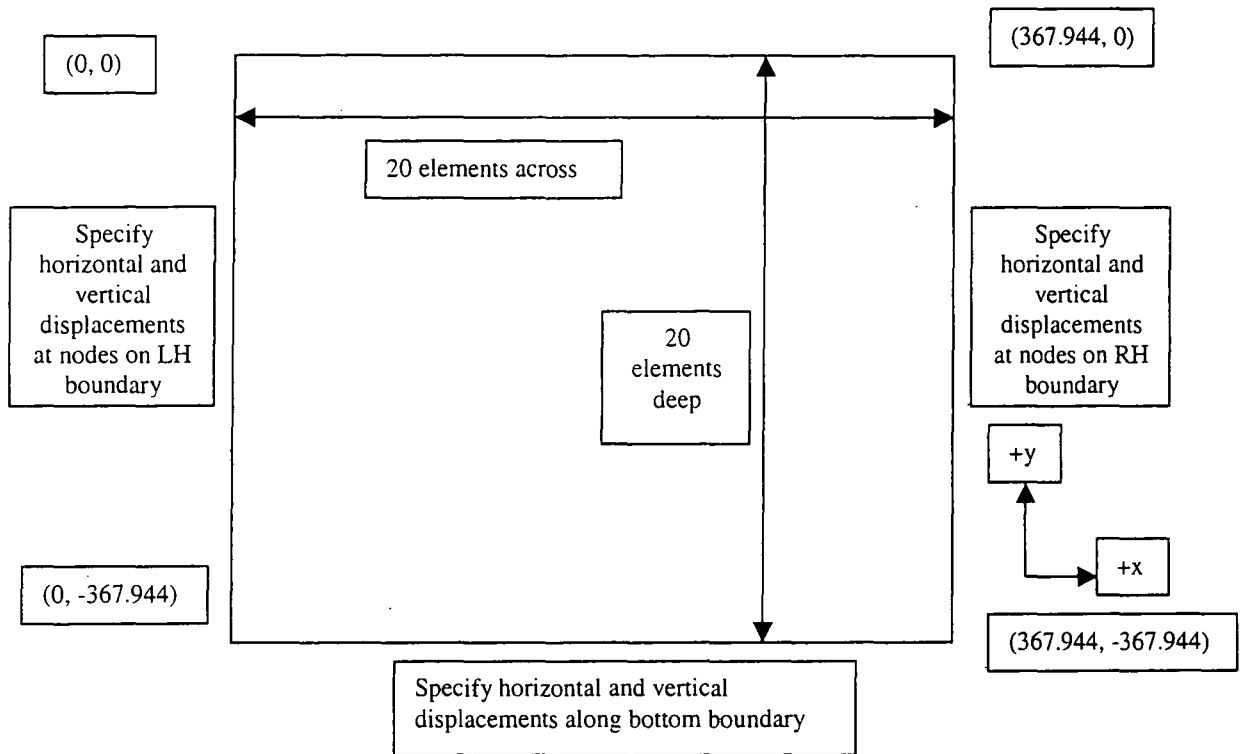 (0, 0)
(367.944, 0)
20 elements across
Specify
horizontal and
vertical
displacements
at nodes on LH
boundary
20
elements
deep
Specify
horizontal and
vertical
displacements
at nodes on RH
boundary
+y
+x
(0, -367.944)
(367.944, -367.944)
Specify horizontal and vertical
displacements along bottom boundary